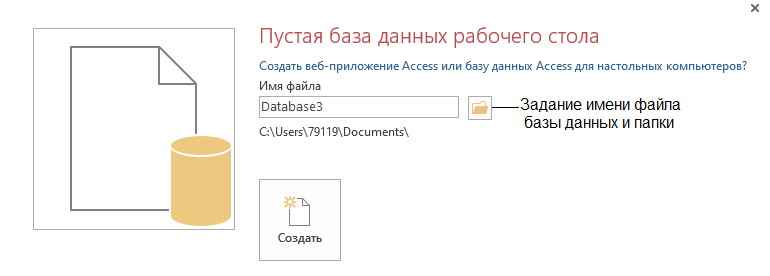 Пустая база данных рабочего стола
Создать веб-приложение Access или базу данных Access для настольных компьютеров?
Имя файла
Database3
Задание имени файла
базы данных и папки
C:\Users\79119\Documents\
Создать